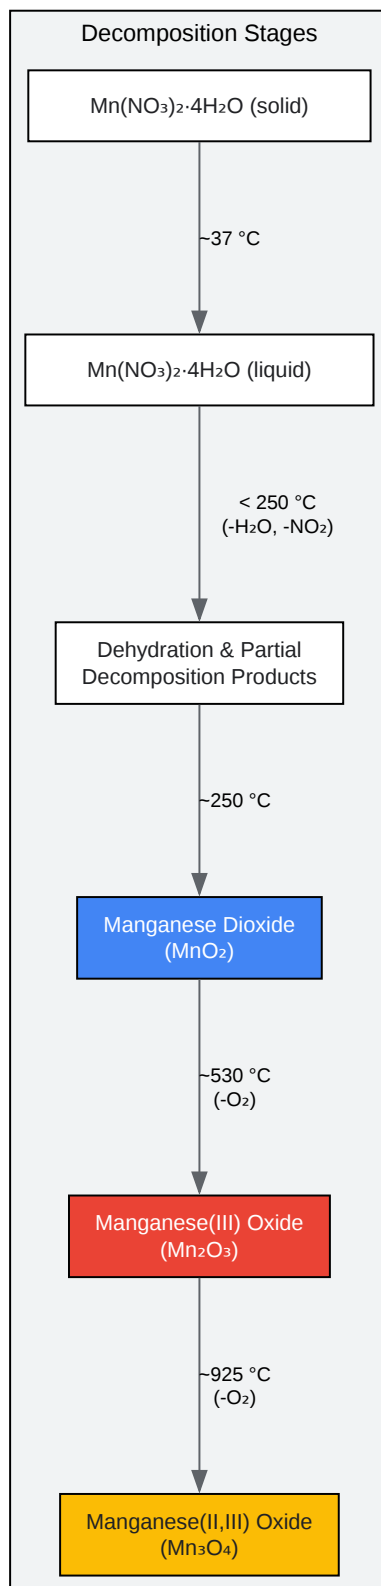 Decomposition Stages
Mn(NO₃)₂·4H₂O (solid)
~37 °C
Mn(NO₃)₂·4H₂O (liquid)
< 250 °C
(-H₂O, -NO₂)
Dehydration & Partial
Decomposition Products
~250 °C
Manganese Dioxide
(MnO₂)
~530 °C
(-O₂)
Manganese(III) Oxide
(Mn₂O₃)
~925 °C
(-O₂)
Manganese(II,III) Oxide
(Mn₃O₄)